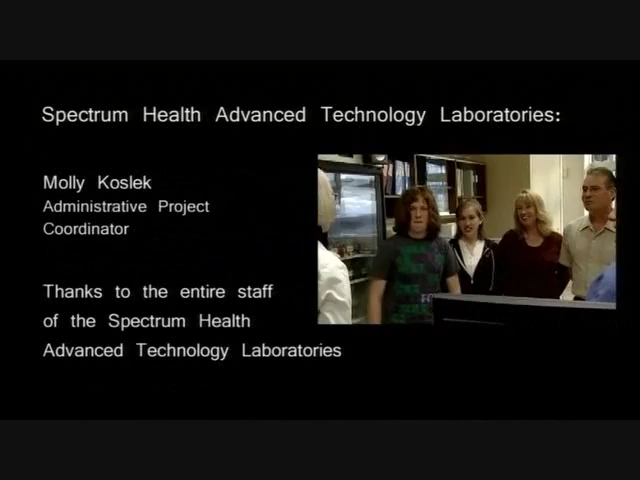 Spectrum Health Advanced Technology Laboratories:
Molly Koslek
Administrative Project
Coordinator
Thanks to the entire staff
of the Spectrum Health
Advanced Technology Laboratories